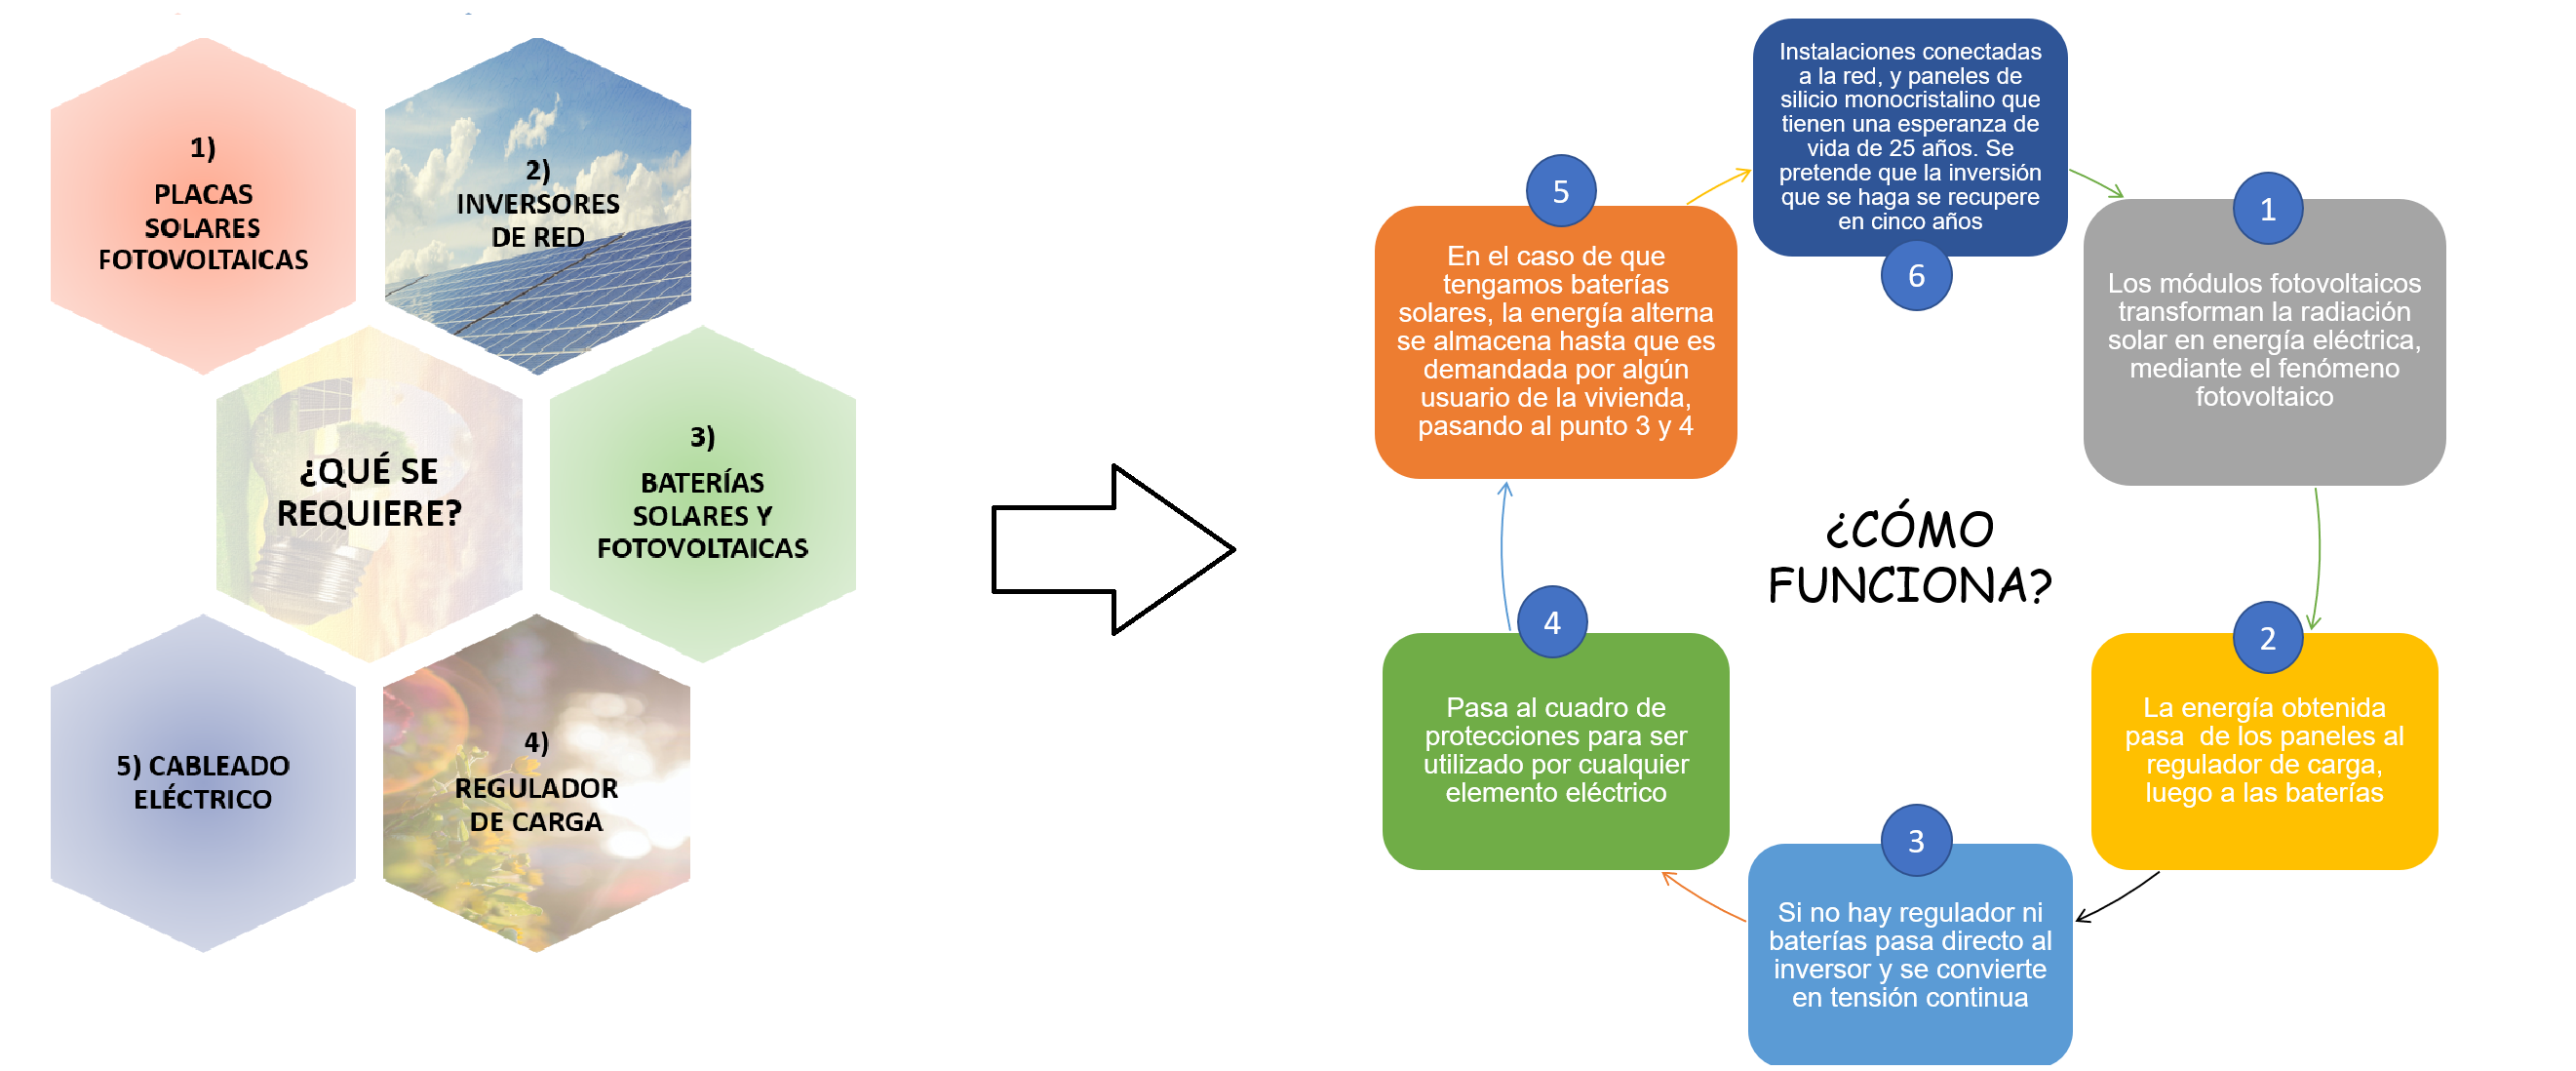 1)
PLACAS
SOLARES
FOTOVOLTAICAS
2)
INVERSORES
DE RED
¿QUÉ SE
REQUIERE?
3)
BATERÍAS
SOLARES Y
FOTOVOLTAICAS
5) CABLEADO
ELÉCTRICO
4)
REGULADOR
DE CARGA
¿CÓMO
FUNCIONA?
1
Los módulos fotovoltaicos
transforman la radiación
solar en energía eléctrica,
mediante el fenómeno
fotovoltaico
2
La energía obtenida
pasa  de los paneles al
regulador de carga,
luego a las baterías
3
Si no hay regulador ni
baterías pasa directo al
inversor y se convierte
en tensión continua
4
Pasa al cuadro de
protecciones para ser
utilizado por cualquier
elemento eléctrico
5
En el caso de que
tengamos baterías
solares, la energía alterna
se almacena hasta que es
demandada por algún
usuario de la vivienda,
pasando al punto 3 y 4
Instalaciones conectadas
a la red, y paneles de
silicio monocristalino que
tienen una esperanza de
vida de 25 años. Se
pretende que la inversión
que se haga se recupere
en cinco años
6